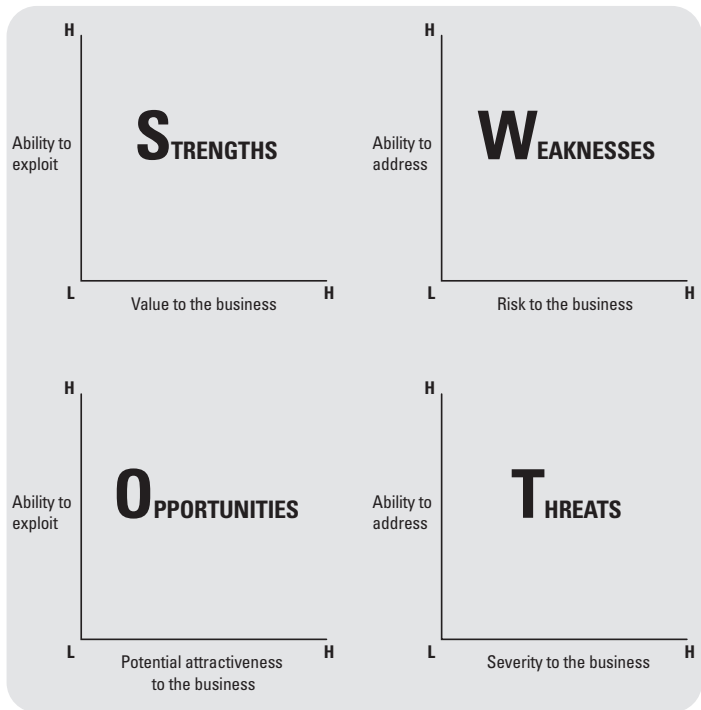 H
H
STRENGTHS
WEAKNESSES
Ability to
exploit
Ability to
address
L
Value to the business
H
L
Risk to the business
H
H
H
OPPORTUNITIES
THREATS
Ability to
exploit
Ability to
address
L
Potential attractiveness
to the business
H
L
Severity to the business
H